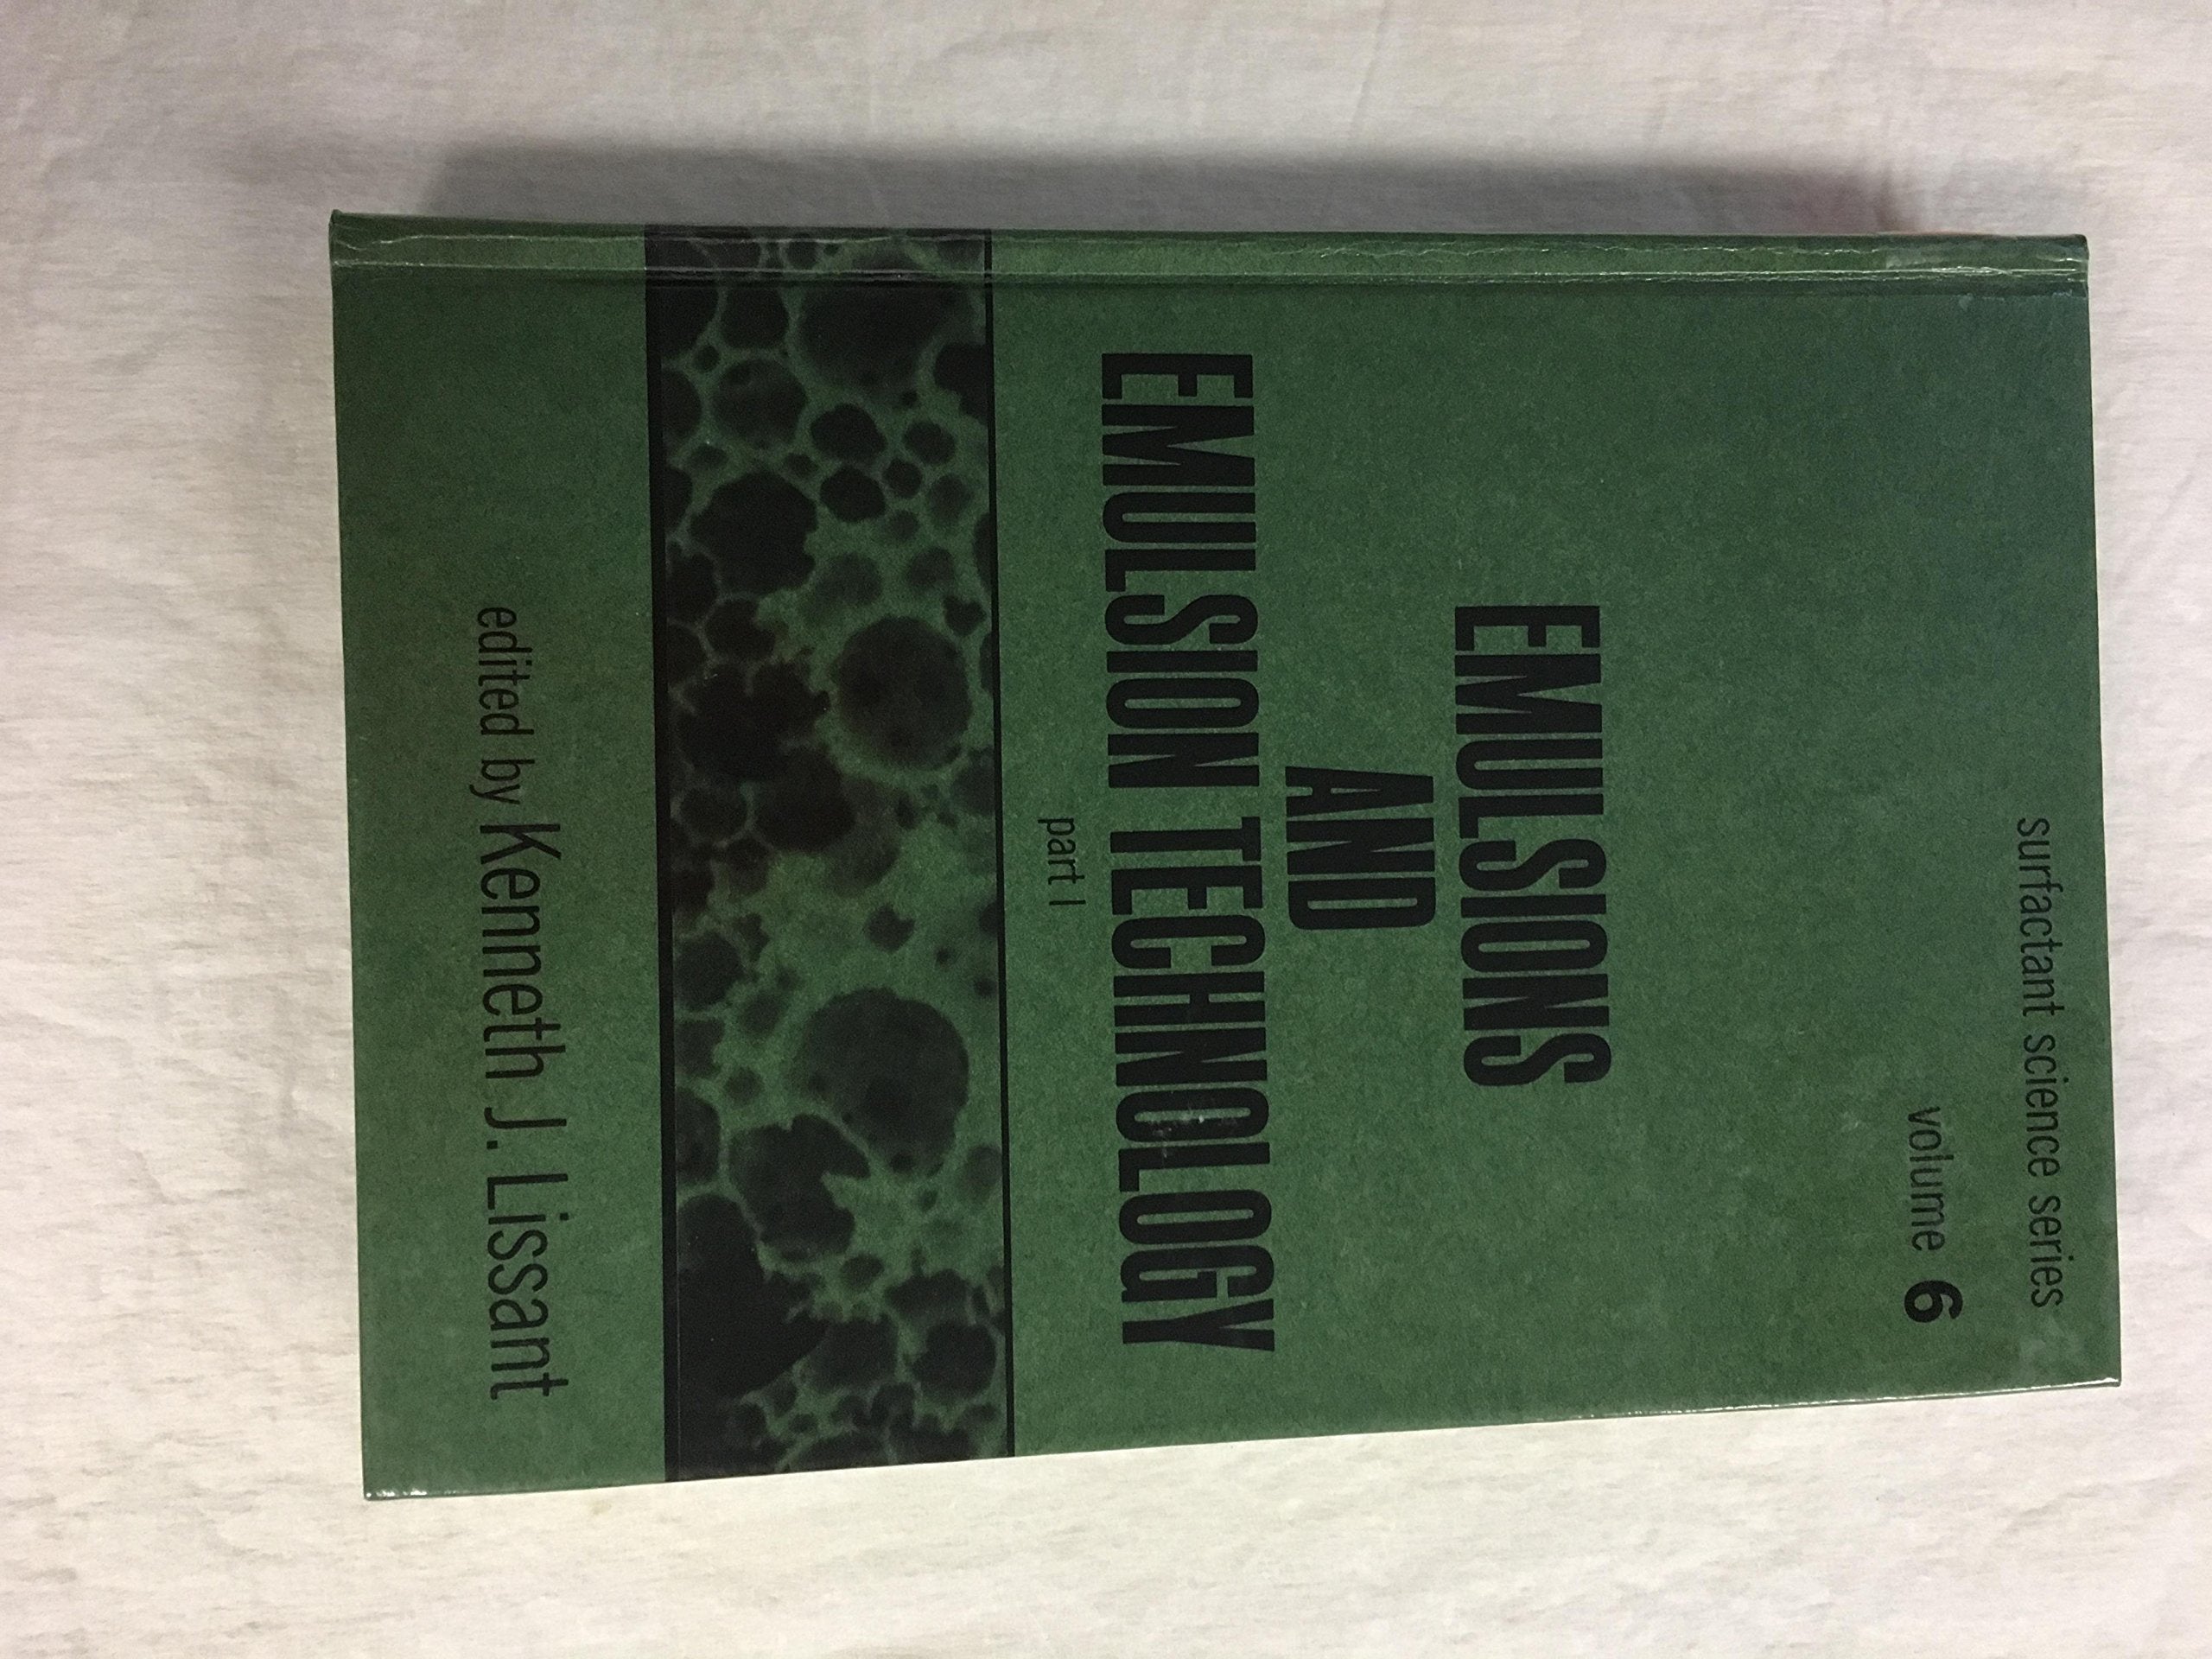 surfactant science series
volume 6
EMULSIONS
AND
EMULSION TECHNOLOGY
part I
edited by Kenneth J. Lissant